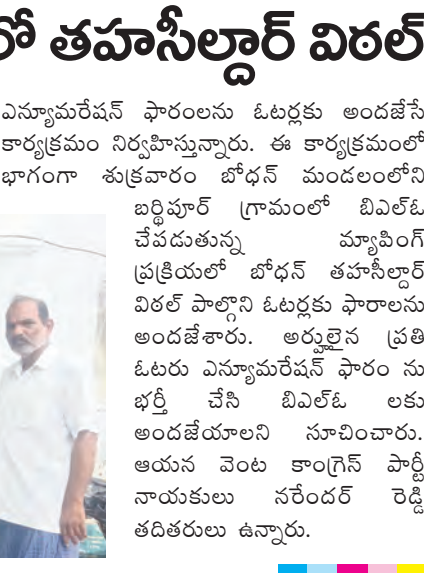 లో తహసీల్దార్ విఠల్
ఎన్యూమరేషన్ ఫారంలను ఓటర్లకు అందజేసే
కార్యక్రమం నిర్వహిస్తున్నారు. ఈ కార్యక్రమంలో
భాగంగా శుక్రవారం బోధన్ మండలంలోని
బర్ధిపూర్ గ్రామంలో బిఎల్ఓ
చేపడుతున్న మ్యాపింగ్
ప్రక్రియలో బోధన్ తహసీల్దార్
విఠల్ పాల్గొని ఓటర్లకు ఫారాలను
అందజేశారు. అర్హులైన ప్రతి
ఓటరు ఎన్యూమరేషన్ ఫారం ను
భర్తీ చేసి బిఎల్ఓ లకు
అందజేయాలని సూచించారు.
ఆయన వెంట కాంగ్రెస్ పార్టీ
నాయకులు నరేందర్ రెడ్డి
తదితరులు ఉన్నారు.